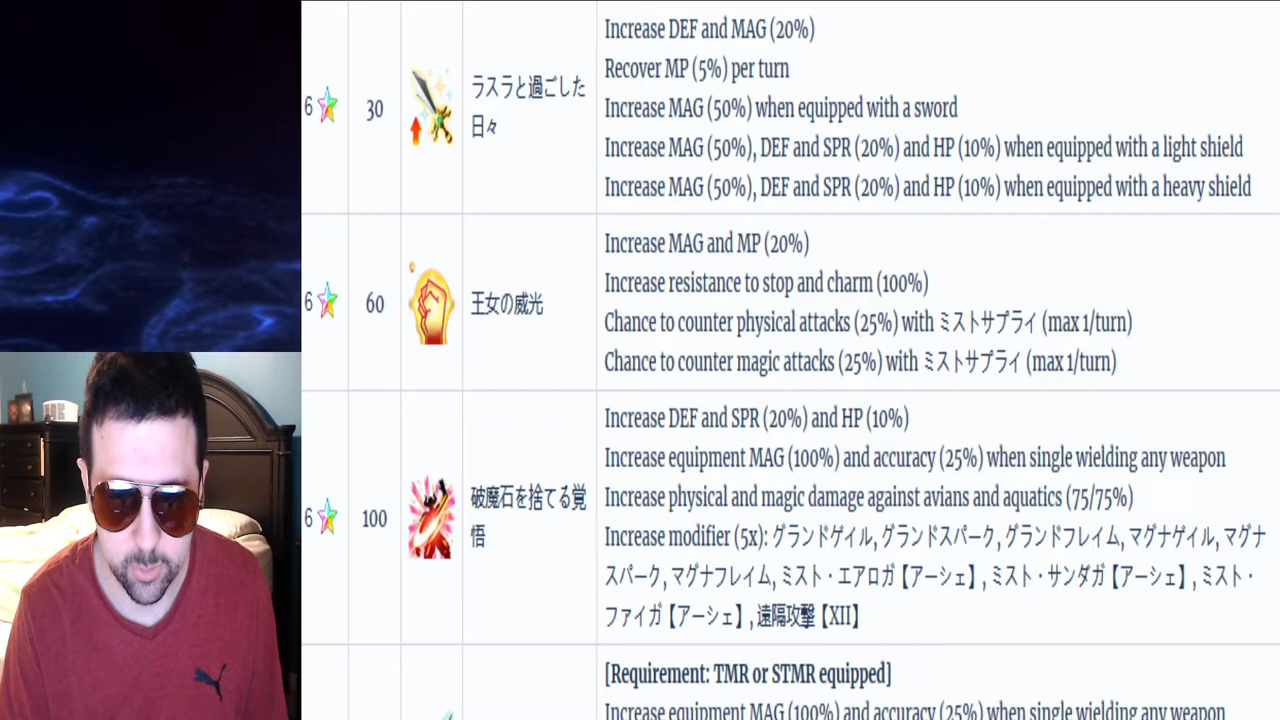 6
30
ラスラと過ごした
日々
Increase DEF and MAG (20%)
Recover MP (5%) per turn
Increase MAG (50%) when equipped with a sword
Increase MAG (50%), DEF and SPR (20%) and HP (10%) when equipped with a light shield
Increase MAG (50%), DEF and SPR (20%) and HP (10%) when equipped with a heavy shield
6
60
王女の威光
Increase MAG and MP (20%)
Increase resistance to stop and charm (100%)
Chance to counter physical attacks (25%) with ミストサプライ (max 1/turn)
Chance to counter magic attacks (25%) with ミストサプライ (max 1/turn)
6
100
破魔石を捨てる覚
悟
Increase DEF and SPR (20%) and HP (10%)
Increase equipment MAG (100%) and accuracy (25%) when single wielding any weapon
Increase physical and magic damage against avians and aquatics (75/75%)
Increase modifier (5x): グランドゲイル, グランドスパーク, グランドフレイム, マグナゲイル, マグナ
スパーク, マグナフレイム, ミスト・エアロガ【アーシェ】, ミスト・サンダガ【アーシェ】, ミスト・
ファイガ【アーシェ】, 遠隔攻撃【XII】
[Requirement: TMR or STMR equipped]
Increase equipment MAG (100%) and accuracy (25%) when single wielding any weapon